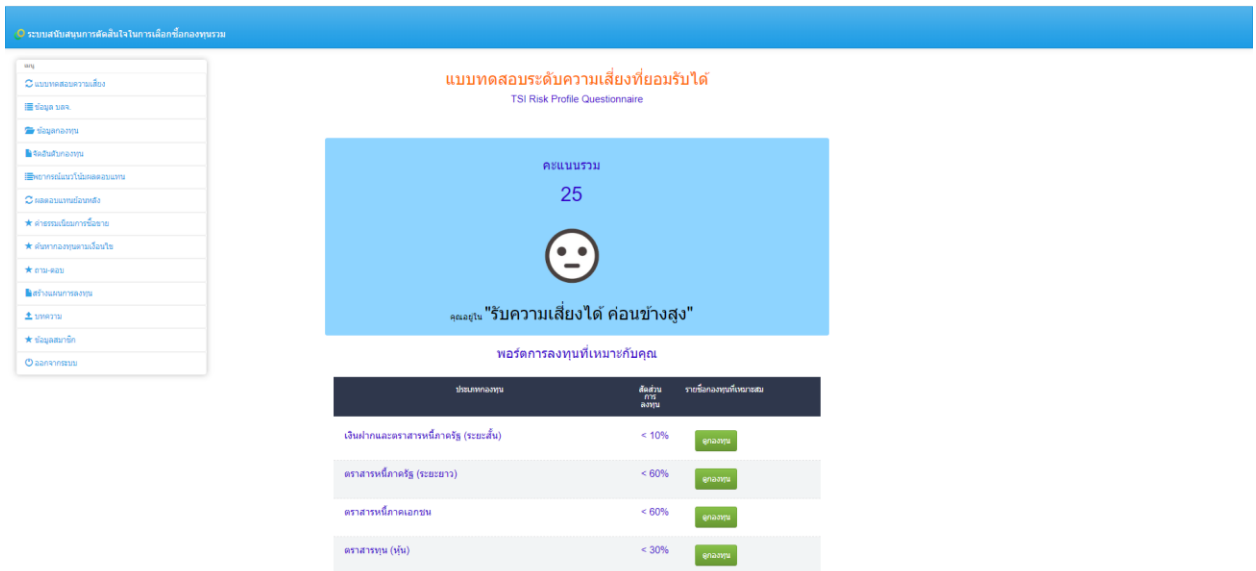 ระบบสนับสนุนการตัดสินใจในการเลือกซื้อกองทุนรวม
เมนู
แบบทดสอบความเสี่ยง
ข้อมูล บลจ.
ข้อมูลกองทุน
จัดอันดับกองทุน
พยากรณ์แนวโน้มผลตอบแทน
ผลตอบแทนย้อนหลัง
ค่าธรรมเนียมการซื้อขาย
ค้นหากองทุนตามเงื่อนไข
ถาม-ตอบ
สร้างแผนการลงทุน
บทความ
ข้อมูลสมาชิก
ออกจากระบบ
แบบทดสอบระดับความเสี่ยงที่ยอมรับได้
TSI Risk Profile Questionnaire
คะแนนรวม
25
คุณอยู่ใน "รับความเสี่ยงได้ ค่อนข้างสูง"
พอร์ตการลงทุนที่เหมาะกับคุณ
ประเภทกองทุน
สัดส่วน
การ
ลงทุน
รายชื่อกองทุนที่เหมาะสม
เงินฝากและตราสารหนี้ภาครัฐ (ระยะสั้น) < 10% ดูกองทุน
ตราสารหนี้ภาครัฐ (ระยะยาว) < 60% ดูกองทุน
ตราสารหนี้ภาคเอกชน < 60% ดูกองทุน
ตราสารทุน (หุ้น) < 30% ดูกองทุน